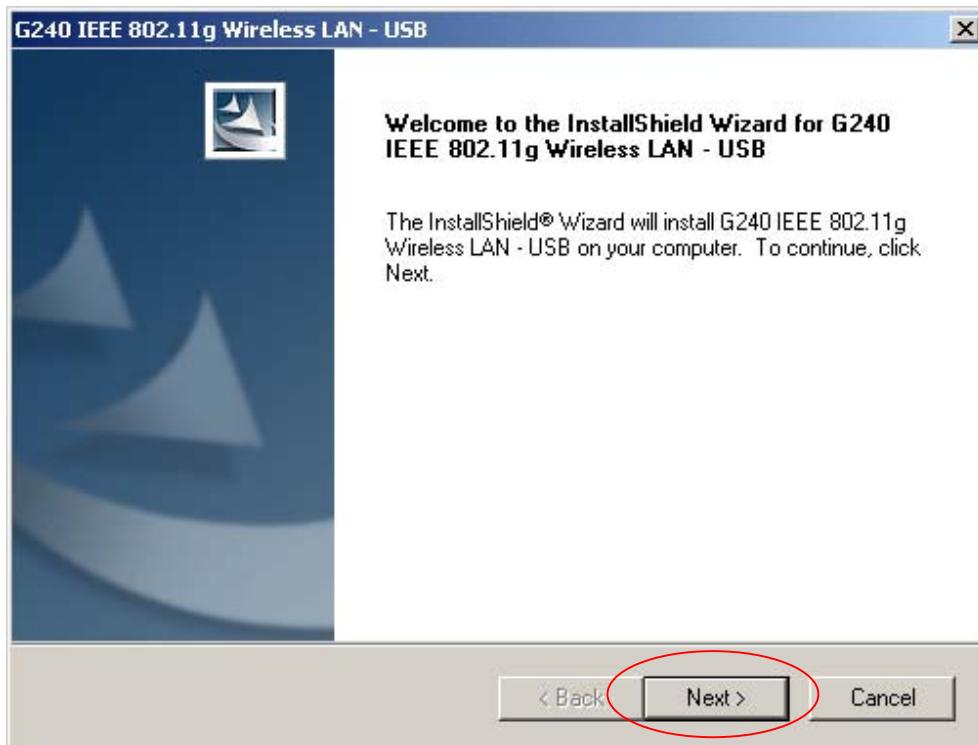 G240 IEEE 802.11g Wireless LAN - USB
Welcome to the InstallShield Wizard for G240
IEEE 802.11g Wireless LAN - USB
The InstallShield® Wizard will install G240 IEEE 802.11g
Wireless LAN - USB on your computer.  To continue, click
Next.
< Back
Next >
Cancel